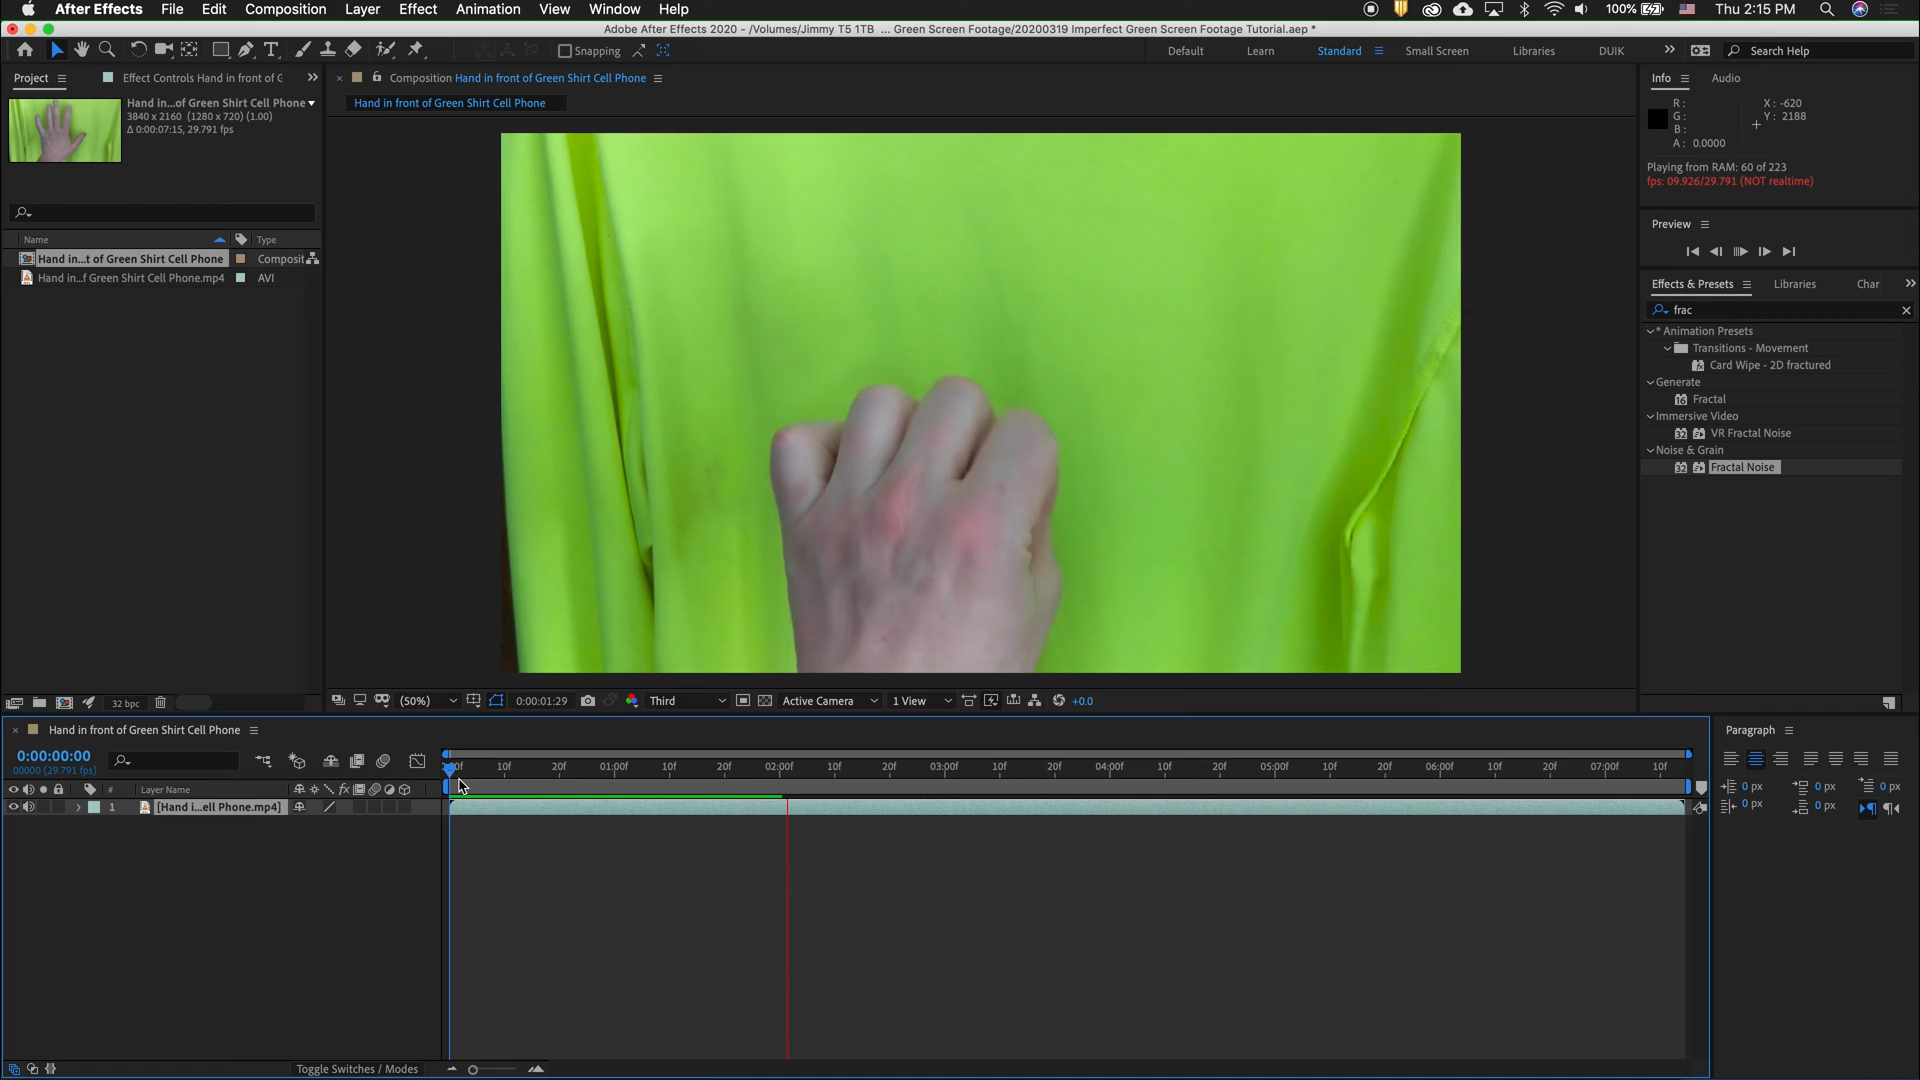 After Effects File Edit Composition Layer Effect Animation View Window Help 100% Thu 2:15 PM
Adobe After Effects 2020 - /Volumes/Jimmy T5 1TB ... Green Screen Footage/20200319 Imperfect Green Screen Footage Tutorial.aep *
Snapping Default Learn Standard Small Screen Libraries DUIK Search Help
Project Effect Controls Hand in front of G Composition Hand in front of Green Shirt Cell Phone Info Audio
Hand in...of Green Shirt Cell Phone
3840 x 2160 (1280 x 720) (1.00)
Δ 0:00:07:15, 29.791 fps
Hand in front of Green Shirt Cell Phone
R: X: -620
G: Y: 2188
B:
A: 0.0000
Playing from RAM: 60 of 223
fps: 09.926/29.791 (NOT realtime)
Preview
Name Type
Hand in...t of Green Shirt Cell Phone Composit
Hand in...f Green Shirt Cell Phone.mp4 AVI
Effects & Presets Libraries Char
frac
* Animation Presets
Transitions - Movement
Card Wipe - 2D fractured
Generate
16 Fractal
Immersive Video
32 VR Fractal Noise
Noise & Grain
32 Fractal Noise
32 bpc (50%) 0:00:01:29 Third Active Camera 1 View +0.0
Hand in front of Green Shirt Cell Phone
0:00:00:00
00000 (29.791 fps)
10f 20f 01:00f 10f 20f 02:00f 10f 20f 03:00f 10f 20f 04:00f 10f 20f 05:00f 10f 20f 06:00f 10f 20f 07:00f 10f
# Layer Name
1 [Hand i...ell Phone.mp4]
Toggle Switches / Modes
Paragraph
0 px 0 px 0 px
0 px 0 px